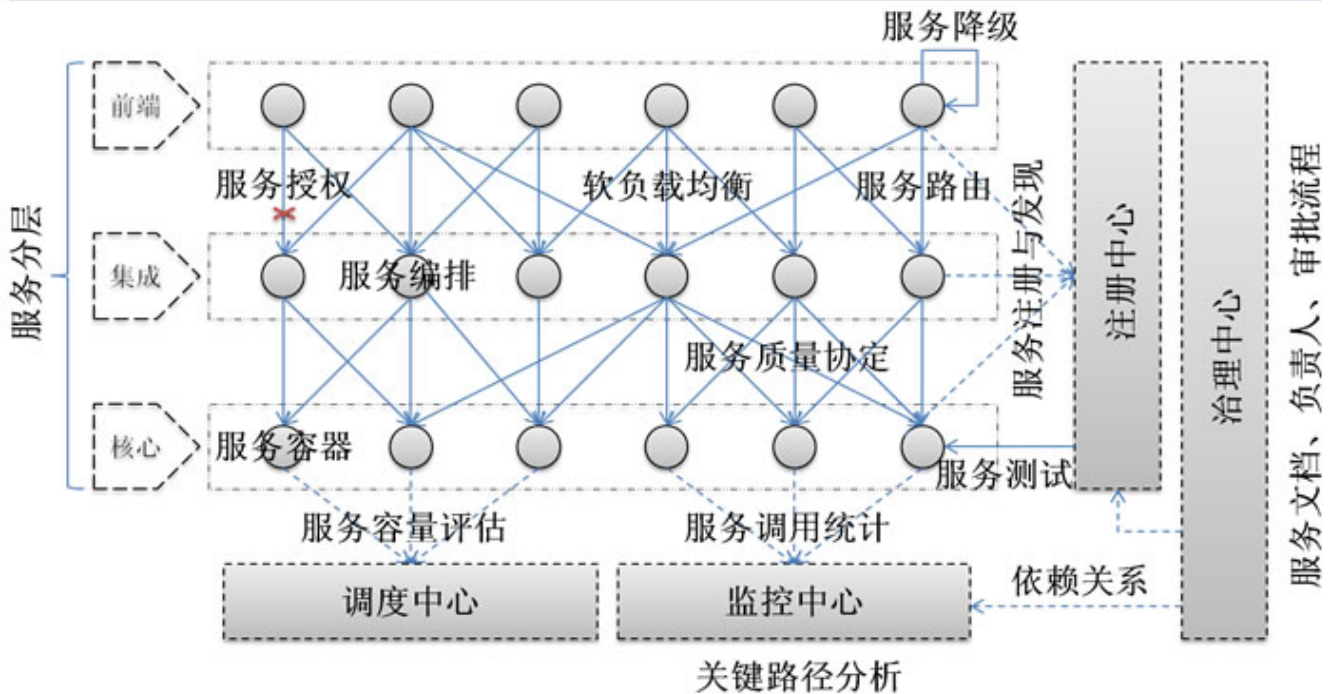 服务降级
前端
服务授权
软负载均衡
服务路由
服务分层
集成
服务编排
服务注册与发现
注册中心
治理中心
服务文档、负责人、审批流程
服务质量协定
核心
服务容器
服务测试
服务容量评估
服务调用统计
调度中心
监控中心
依赖关系
关键路径分析